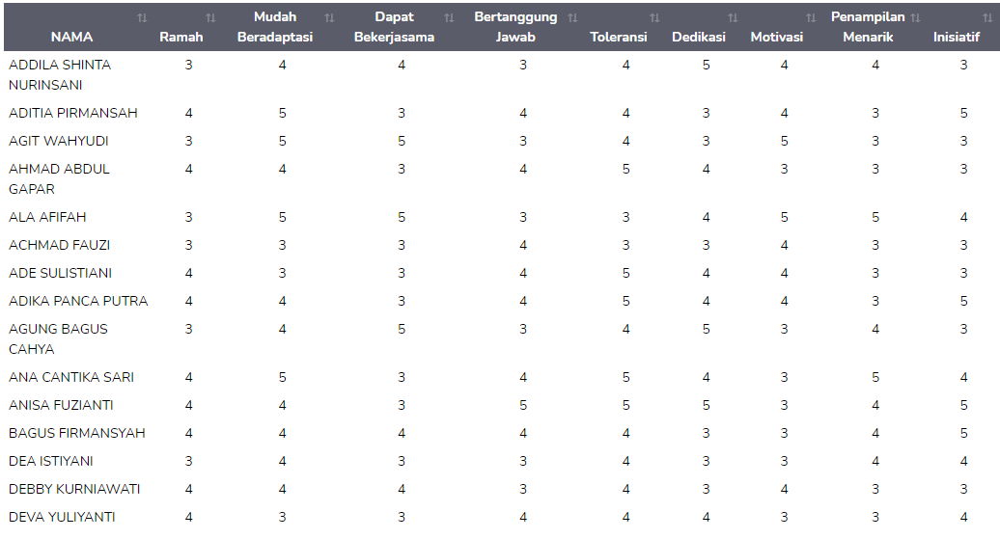 NAMA Ramah Mudah Beradaptasi Dapat Bekerjasama Bertanggung Jawab Toleransi Dedikasi Motivasi Penampilan Menarik Inisiatif
ADDILA SHINTA NURINSANI 3 4 4 3 4 5 4 4 3
ADITIA PIRMANSAH 4 5 3 4 4 3 4 3 5
AGIT WAHYUDI 3 5 5 3 4 3 5 3 3
AHMAD ABDUL GAPAR 4 4 3 4 5 4 3 3 3
ALA AFIFAH 3 5 5 3 3 4 5 5 4
ACHMAD FAUZI 3 3 3 4 3 3 4 3 3
ADE SULISTIANI 4 3 3 4 5 4 4 3 3
ADIKA PANCA PUTRA 4 4 3 4 5 4 4 3 5
AGUNG BAGUS CAHYA 3 4 5 3 4 5 3 4 3
ANA CANTIKA SARI 4 5 3 4 5 4 3 5 4
ANISA FUZIANTI 4 4 3 5 5 5 3 4 5
BAGUS FIRMANSYAH 4 4 4 4 4 3 3 4 5
DEA ISTIYANI 3 4 3 3 4 3 3 4 4
DEBBY KURNIAWATI 4 4 4 3 4 3 4 3 3
DEVA YULIYANTI 4 3 3 4 4 4 3 3 4